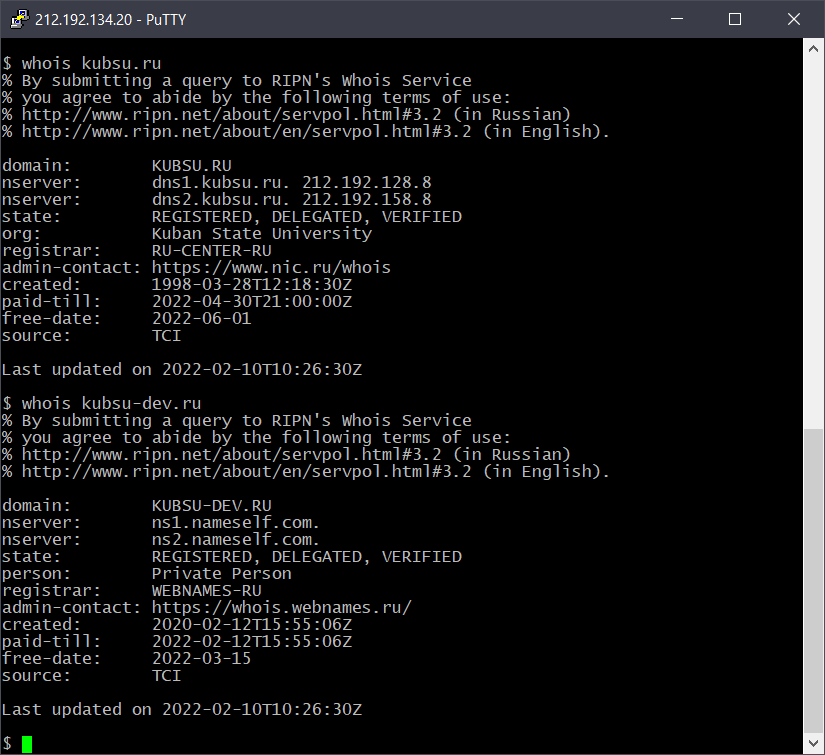 212.192.134.20 - PuTTY
$ whois kubsu.ru
% By submitting a query to RIPN's Whois Service
% you agree to abide by the following terms of use:
% http://www.ripn.net/about/servpol.html#3.2 (in Russian)
% http://www.ripn.net/about/en/servpol.html#3.2 (in English).
domain: KUBSU.RU
nserver: dns1.kubsu.ru. 212.192.128.8
nserver: dns2.kubsu.ru. 212.192.158.8
state: REGISTERED, DELEGATED, VERIFIED
org: Kuban State University
registrar: RU-CENTER-RU
admin-contact: https://www.nic.ru/whois
created: 1998-03-28T12:18:30Z
paid-till: 2022-04-30T21:00:00Z
free-date: 2022-06-01
source: TCI
Last updated on 2022-02-10T10:26:30Z
$ whois kubsu-dev.ru
% By submitting a query to RIPN's Whois Service
% you agree to abide by the following terms of use:
% http://www.ripn.net/about/servpol.html#3.2 (in Russian)
% http://www.ripn.net/about/en/servpol.html#3.2 (in English).
domain: KUBSU-DEV.RU
nserver: ns1.nameself.com.
nserver: ns2.nameself.com.
state: REGISTERED, DELEGATED, VERIFIED
person: Private Person
registrar: WEBNAMES-RU
admin-contact: https://whois.webnames.ru/
created: 2020-02-12T15:55:06Z
paid-till: 2022-02-12T15:55:06Z
free-date: 2022-03-15
source: TCI
Last updated on 2022-02-10T10:26:30Z
$